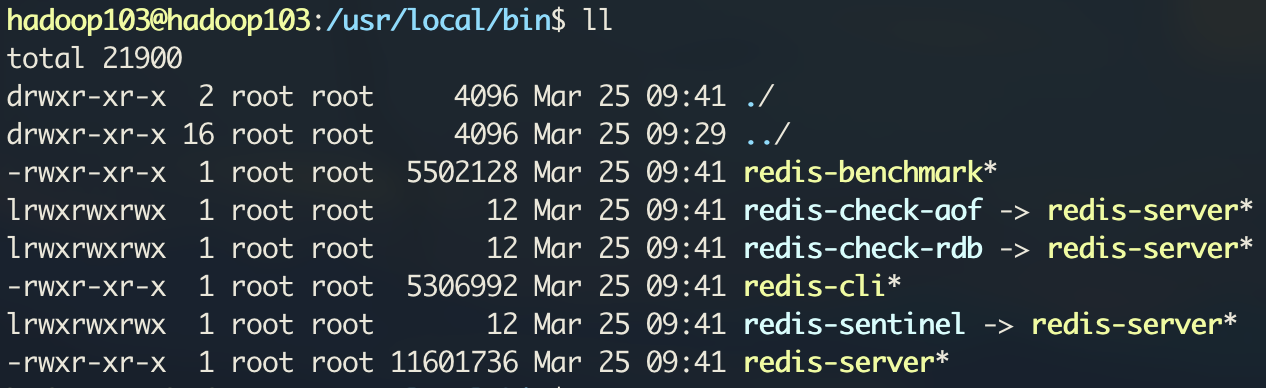 hadoop103@hadoop103:/usr/local/bin$ ll
total 21900
drwxr-xr-x  2 root root     4096 Mar 25 09:41 ./
drwxr-xr-x 16 root root     4096 Mar 25 09:29 ../
-rwxr-xr-x  1 root root  5502128 Mar 25 09:41 redis-benchmark*
lrwxrwxrwx  1 root root       12 Mar 25 09:41 redis-check-aof -> redis-server*
lrwxrwxrwx  1 root root       12 Mar 25 09:41 redis-check-rdb -> redis-server*
-rwxr-xr-x  1 root root  5306992 Mar 25 09:41 redis-cli*
lrwxrwxrwx  1 root root       12 Mar 25 09:41 redis-sentinel -> redis-server*
-rwxr-xr-x  1 root root 11601736 Mar 25 09:41 redis-server*